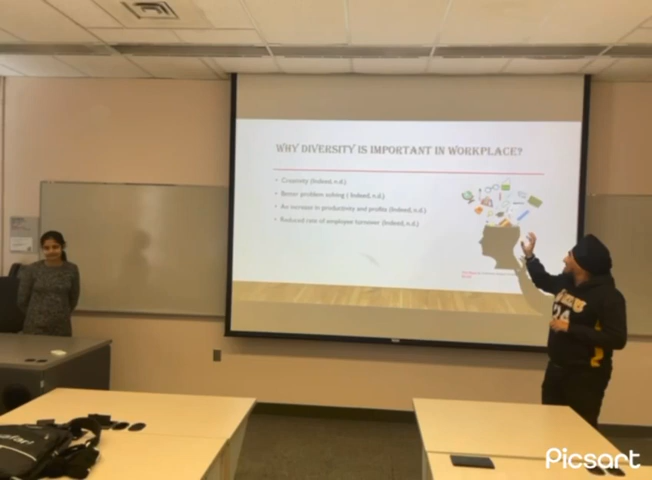 WHY DIVERSITY IS IMPORTANT IN WORKPLACE?
• Creativity (Indeed, n.d.)
• Better problem solving ( Indeed, n.d.)
• An increase in productivity and profits (Indeed, n.d.)
• Reduced rate of employee turnover (Indeed, n.d.)
24
Picsart